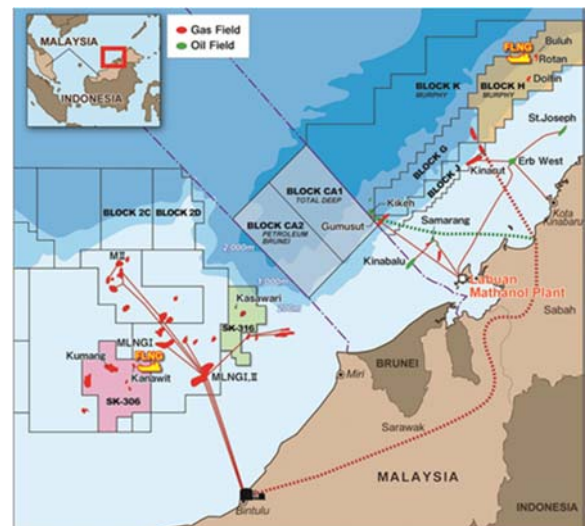 MALAYSIA
INDONESIA
Gas Field
Oil Field
FLNG
Buluh
Rotan
Dolfin
BLOCK K
MURPHY
BLOCK H
MURPHY
St.Joseph
BLOCK G
BLOCK J
Kinarut
Erb West
BLOCK 2C
BLOCK 2D
BLOCK CA1
TOTAL DEEP
BLOCK CA2
PETROLEUM
BRUNEI
Kikeh
Gumusut
Samarang
Kota
Kinabaru
Kinabalu
2,000m
1,000m
200m
Labuan
Mathanol Plant
Sabah
MII
Kasawari
SK-316
MLNGI
FLNG
Kumang
Kanawit
MLNGI,II
SK-306
Miri
BRUNEI
Sarawak
MALAYSIA
Bintulu
INDONESIA